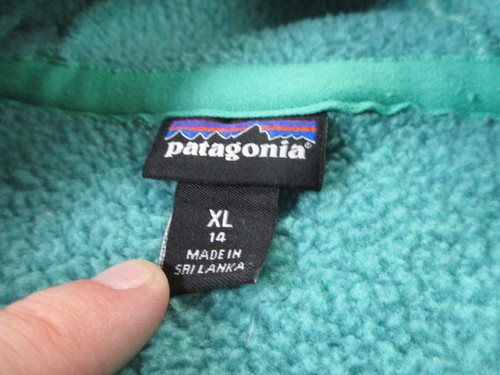 patagonia®
XL
14
MADE IN
SRI LANKA